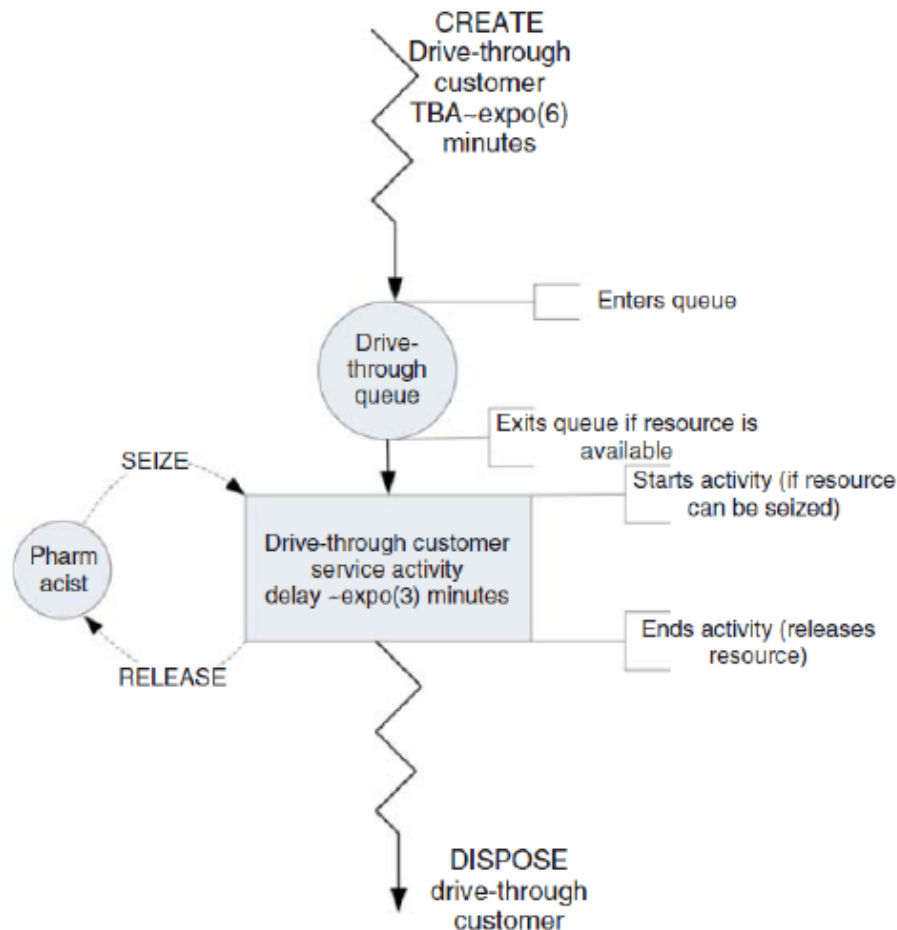 CREATE
Drive-through
customer
TBA~expo(6)
minutes
Enters queue
Drive-
through
queue
Exits queue if resource is
available
SEIZE
Starts activity (if resource
can be seized)
Pharm
acist
Drive-through customer
service activity
delay ~expo(3) minutes
Ends activity (releases
resource)
RELEASE
DISPOSE
drive-through
customer